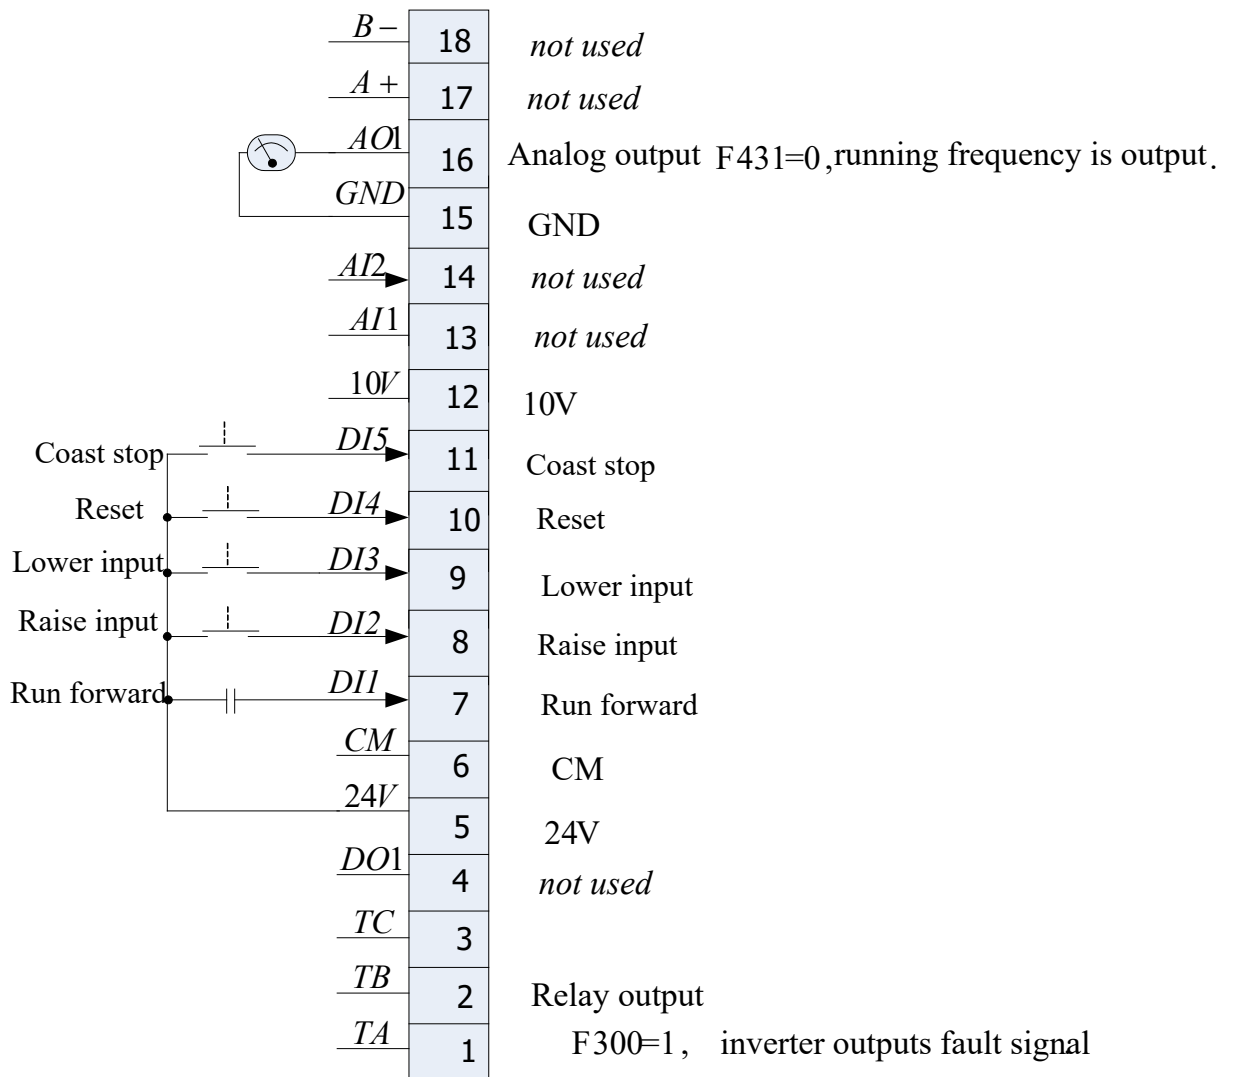 B− 18 not used
A+ 17 not used
AO1 16 Analog output F431=0,running frequency is output.
GND 15 GND
AI2 14 not used
AI1 13 not used
10V 12 10V
Coast stop DI5 11 Coast stop
Reset DI4 10 Reset
Lower input DI3 9 Lower input
Raise input DI2 8 Raise input
Run forward DI1 7 Run forward
CM 6 CM
24V 5 24V
DO1 4 not used
TC 3
TB 2 Relay output
TA 1 F300=1, inverter outputs fault signal